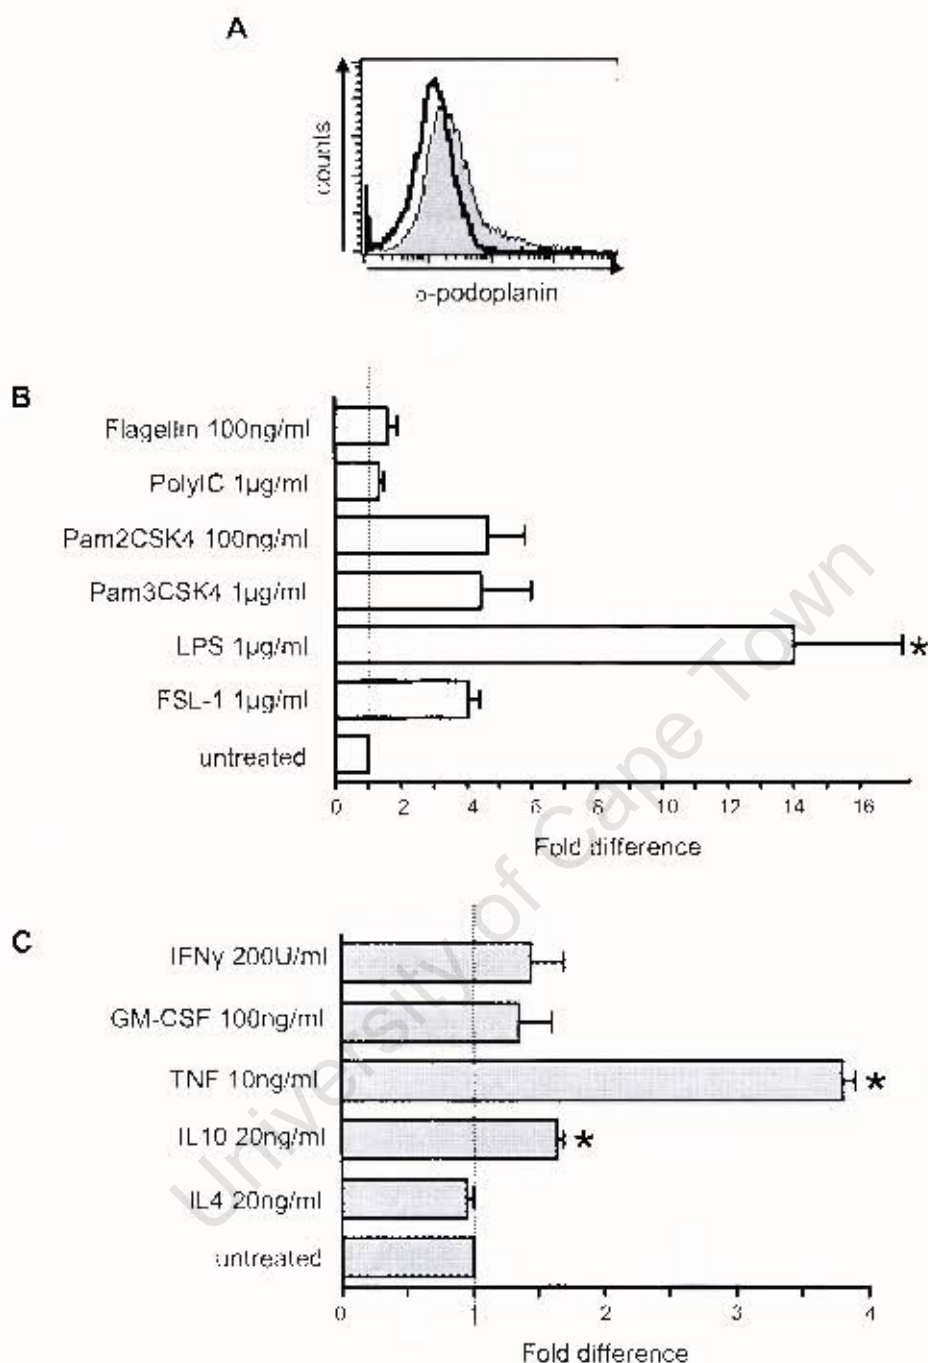 A
counts
α-podoplanin
B
Flagellin 100ng/ml
PolyIC 1µg/ml
Pam2CSK4 100ng/ml
Pam3CSK4 1µg/ml
LPS 1µg/ml *
FSL-1 1µg/ml
untreated
0 2 4 6 8 10 12 14 16
Fold difference
C
IFNγ 200U/ml
GM-CSF 100ng/ml
TNF 10ng/ml *
IL10 20ng/ml *
IL4 20ng/ml
untreated
0 1 2 3 4
Fold difference
University of Cape Town